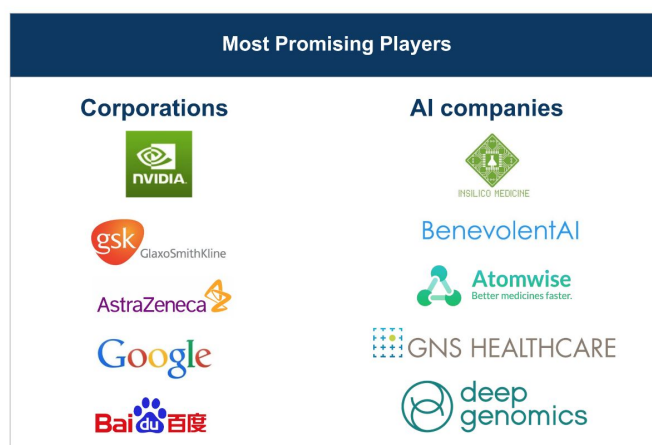 Most Promising Players
Corporations
AI companies
NVIDIA.
INSILICO MEDICINE
gsk
GlaxoSmithKline
BenevolentAI
AstraZeneca
Atomwise
Better medicines faster.
Google
GNS HEALTHCARE
Bai du 百度
deep
genomics